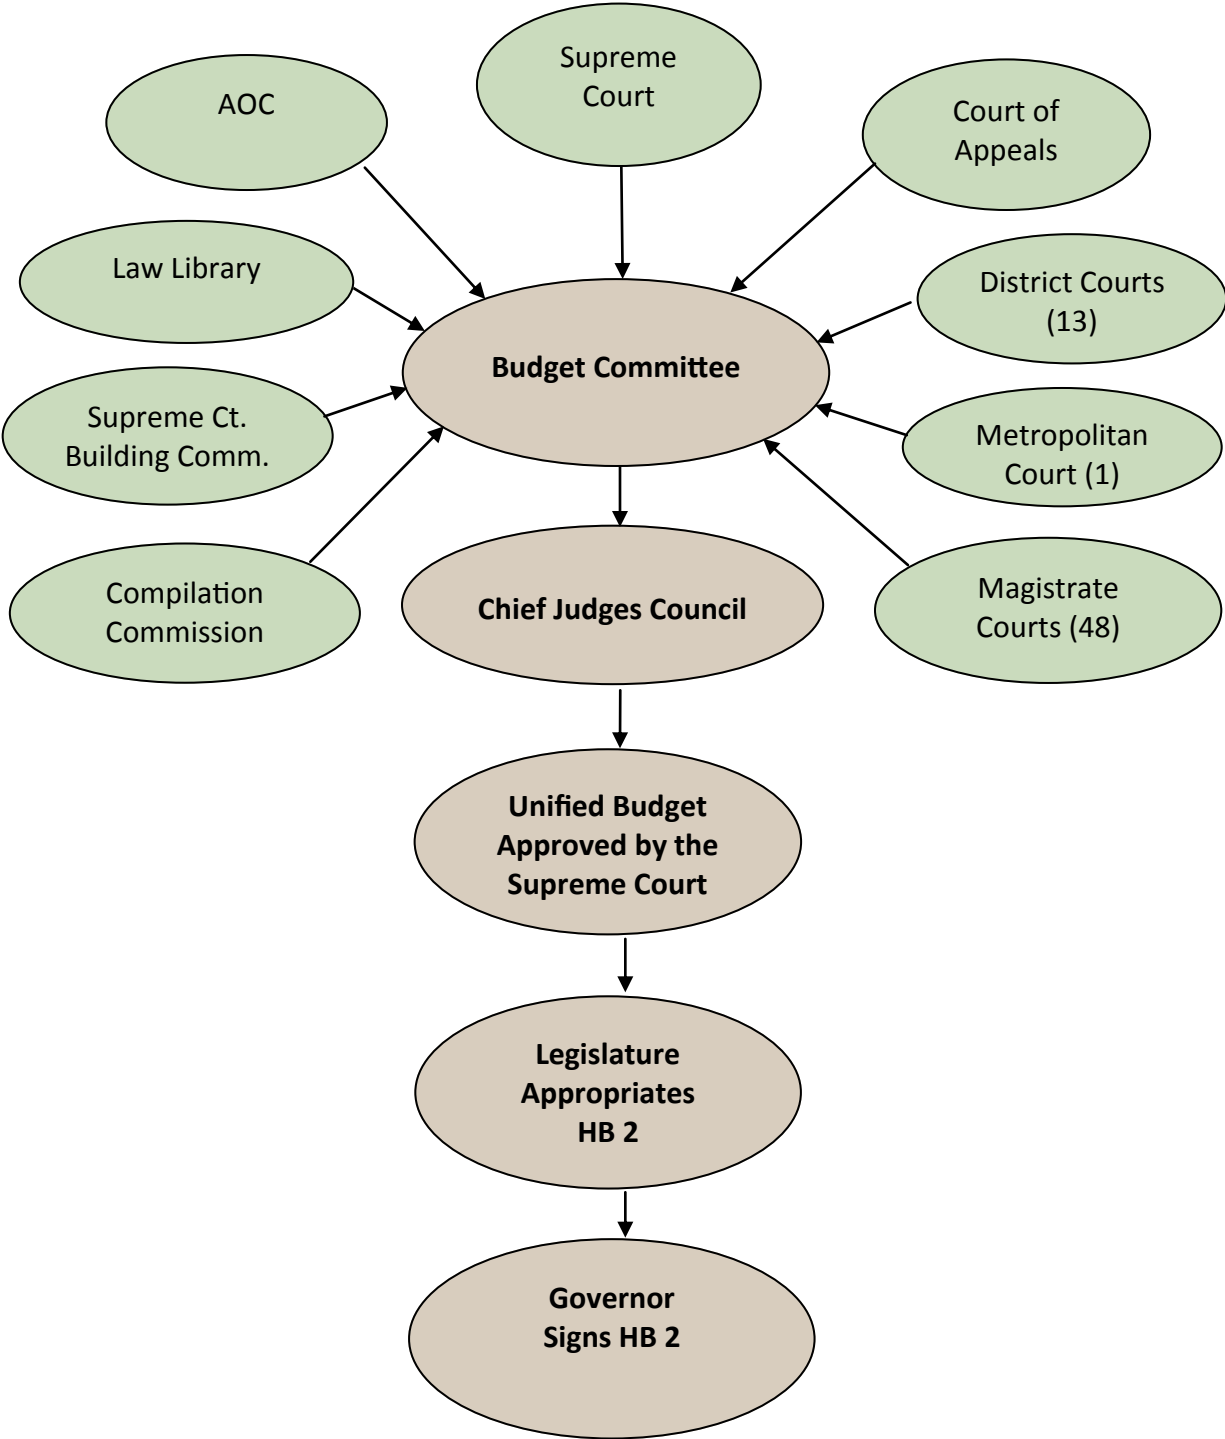 Supreme
Court
AOC
Court of
Appeals
Law Library
District Courts
(13)
Budget Committee
Supreme Ct.
Building Comm.
Metropolitan
Court (1)
Compilation
Commission
Chief Judges Council
Magistrate
Courts (48)
Unified Budget
Approved by the
Supreme Court
Legislature
Appropriates
HB 2
Governor
Signs HB 2